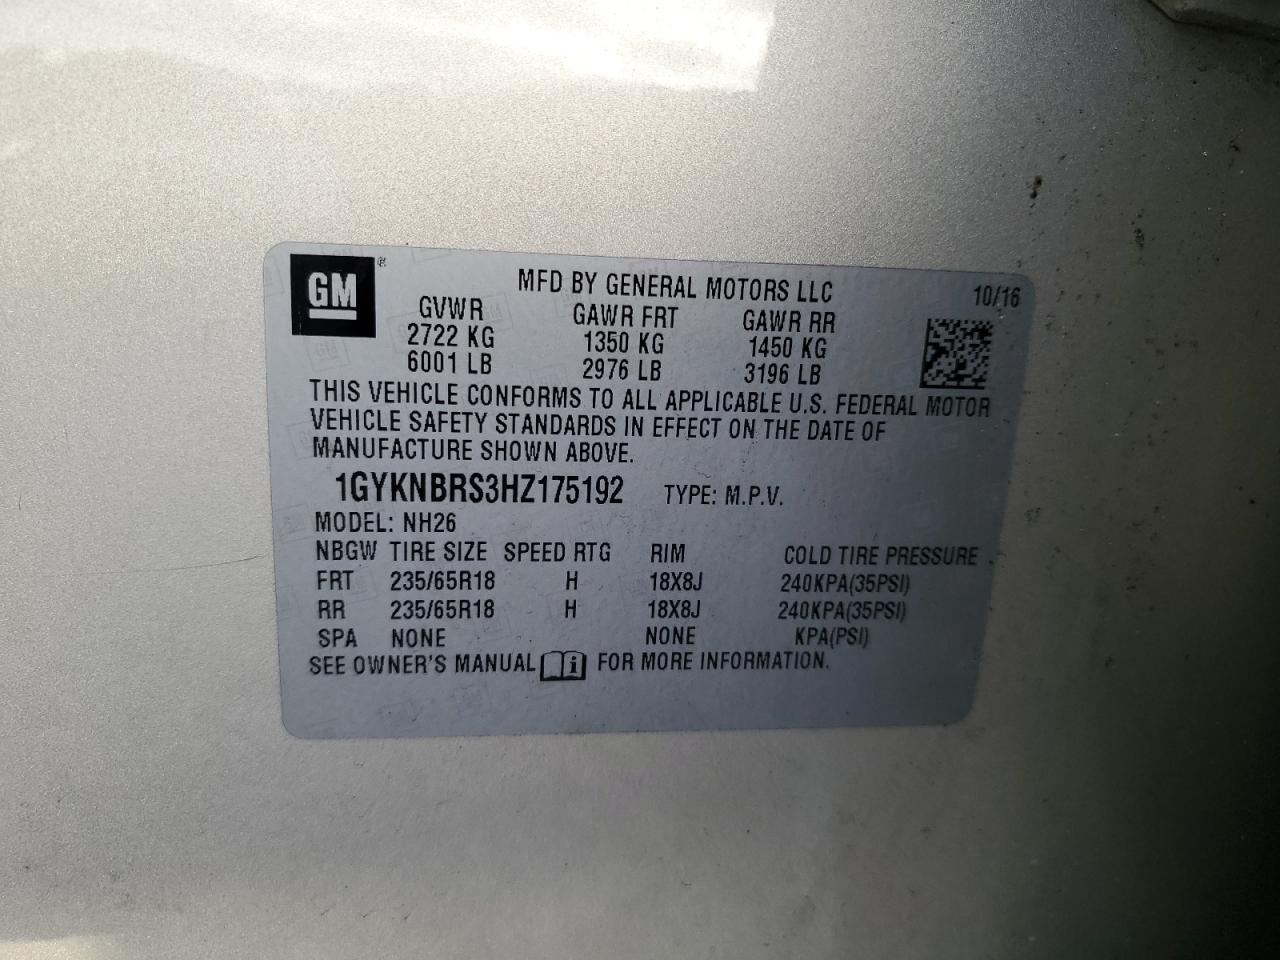 GM®
MFD BY GENERAL MOTORS LLC 10/16
GVWR GAWR FRT GAWR RR
2722 KG 1350 KG 1450 KG
6001 LB 2976 LB 3196 LB
THIS VEHICLE CONFORMS TO ALL APPLICABLE U.S. FEDERAL MOTOR
VEHICLE SAFETY STANDARDS IN EFFECT ON THE DATE OF
MANUFACTURE SHOWN ABOVE.
1GYKNBRS3HZ175192 TYPE: M.P.V.
MODEL: NH26
NBGW TIRE SIZE SPEED RTG RIM COLD TIRE PRESSURE
FRT 235/65R18 H 18X8J 240KPA(35PSI)
RR 235/65R18 H 18X8J 240KPA(35PSI)
SPA NONE NONE KPA(PSI)
SEE OWNER'S MANUAL i FOR MORE INFORMATION.